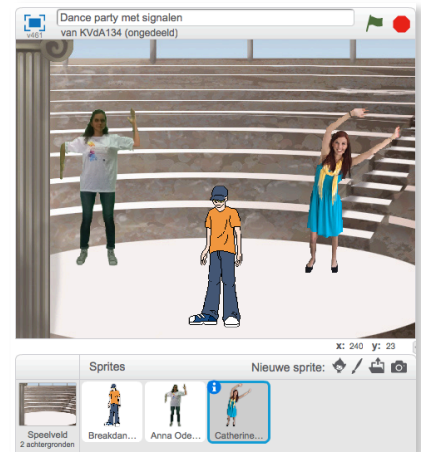 Dance party met signalen
v461
van KVdA134 (ongedeeld)
x: 240 y: 23
Sprites
Nieuwe sprite:
Speelveld
2 achtergronden
Breakdan...
Anna Ode...
Catherine...